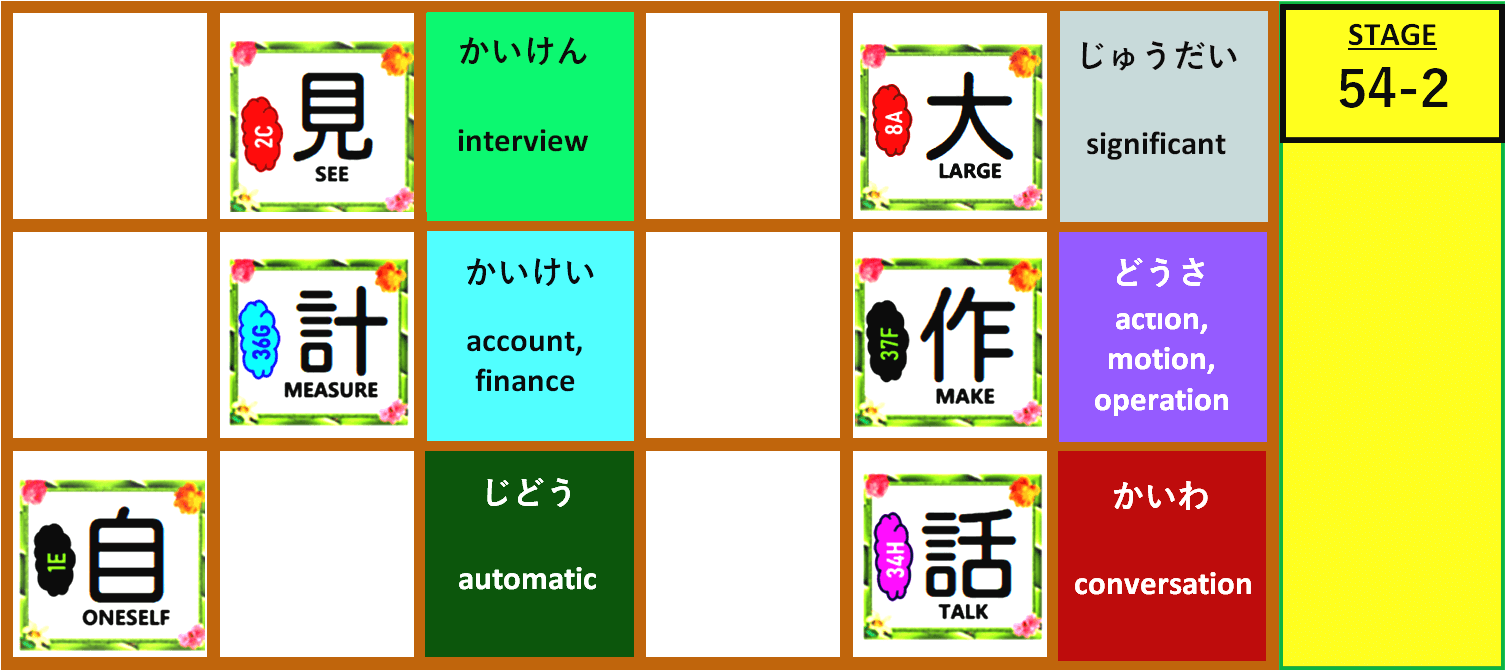 2C
見
SEE
かいけん
interview
8A
大
LARGE
じゅうだい
significant
STAGE
54-2
36G
計
MEASURE
かいけい
account,
finance
37F
作
MAKE
どうさ
action,
motion,
operation
1E
自
ONESELF
じどう
automatic
34H
話
TALK
かいわ
conversation